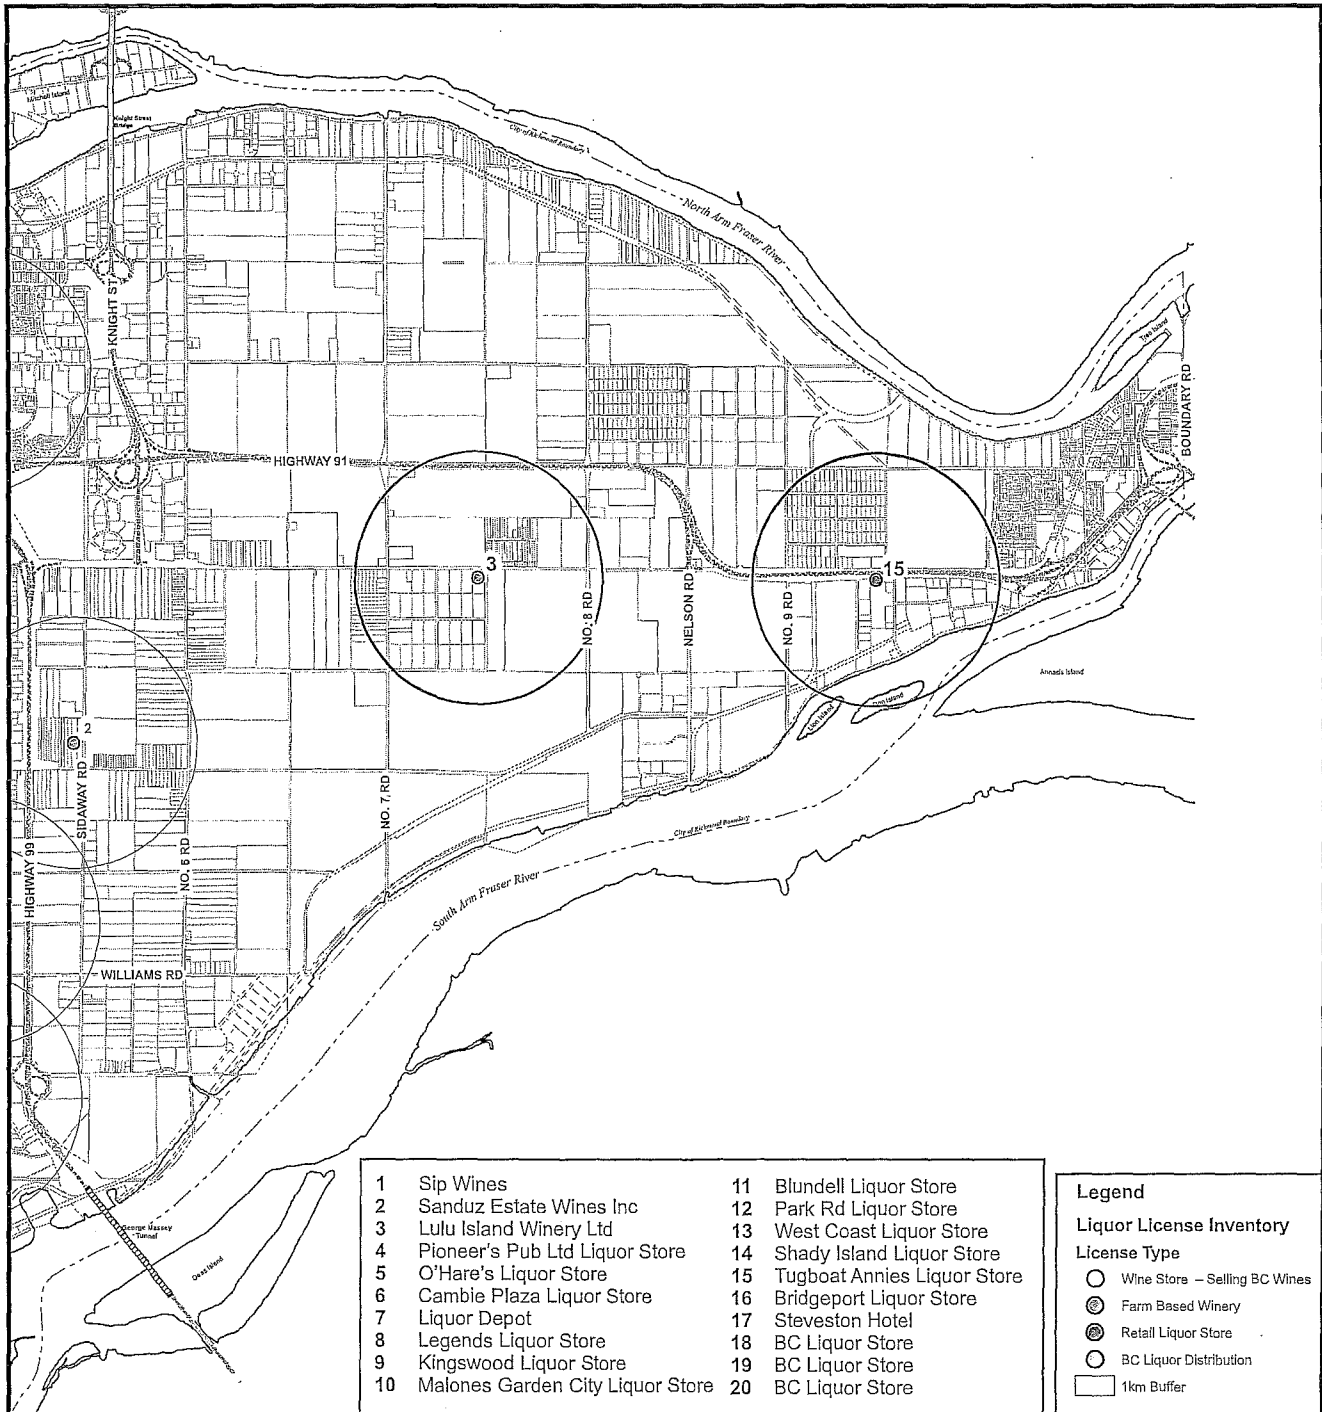 Mitchell Island
Knight Street
Bridge
City of Richmond Boundary
North Arm Fraser River
KNIGHT ST
Tree Island
BOUNDARY RD
HIGHWAY 91
3
15
NO. 8 RD
NELSON RD
NO. 9 RD
Annacis Island
Lion Island
Don Island
2
SIDAWAY RD
NO. 7 RD
City of Richmond Boundary
HIGHWAY 99
NO. 6 RD
South Arm Fraser River
WILLIAMS RD
George Massey
Tunnel
Deas Island
1 Sip Wines
2 Sanduz Estate Wines Inc
3 Lulu Island Winery Ltd
4 Pioneer's Pub Ltd Liquor Store
5 O'Hare's Liquor Store
6 Cambie Plaza Liquor Store
7 Liquor Depot
8 Legends Liquor Store
9 Kingswood Liquor Store
10 Malones Garden City Liquor Store
11 Blundell Liquor Store
12 Park Rd Liquor Store
13 West Coast Liquor Store
14 Shady Island Liquor Store
15 Tugboat Annies Liquor Store
16 Bridgeport Liquor Store
17 Steveston Hotel
18 BC Liquor Store
19 BC Liquor Store
20 BC Liquor Store
Legend
Liquor License Inventory
License Type
Wine Store - Selling BC Wines
Farm Based Winery
Retail Liquor Store
BC Liquor Distribution
1km Buffer